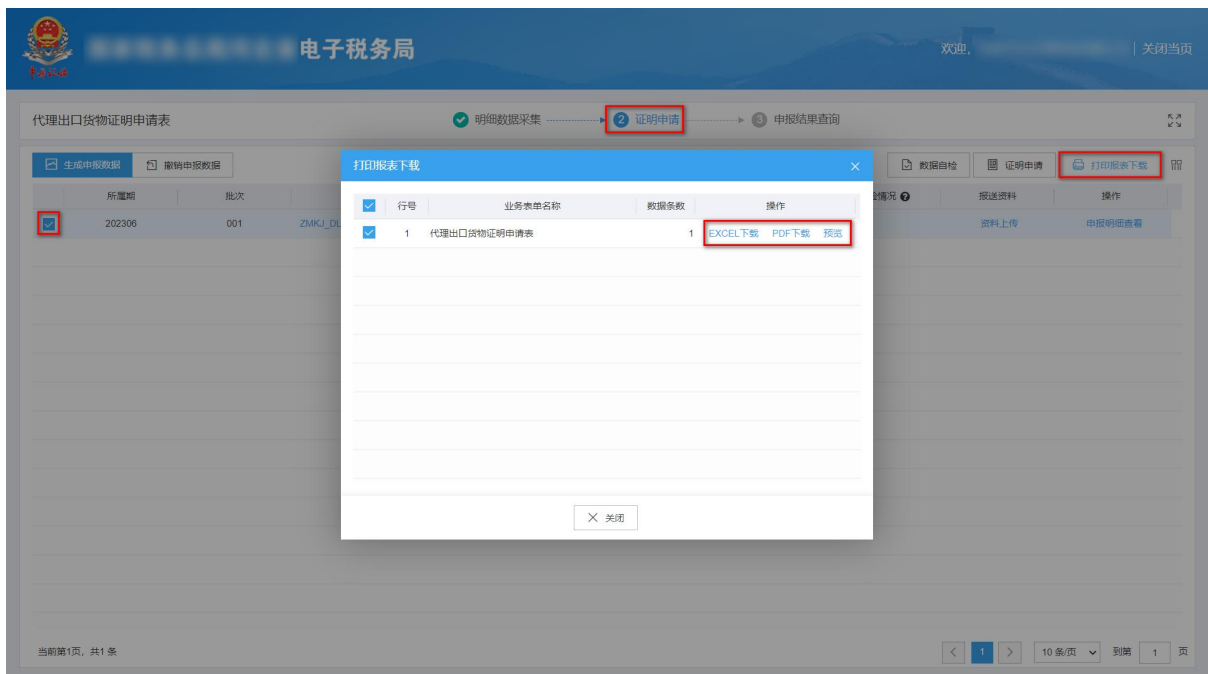 电子税务局
欢迎,
关闭当页
代理出口货物证明申请表
明细数据采集
2 证明申请
3 申报结果查询
生成申报数据 撤销申报数据
数据自检 证明申请 打印报表下载
打印报表下载 ×
所属期 批次
情况 报送资料 操作
202306 001 ZMKJ_DL
资料上传 申报明细查看
行号 业务表单名称 数据条数 操作
1 代理出口货物证明申请表 1 EXCEL下载 PDF下载 预览
× 关闭
当前第1页, 共1 条
< 1 > 10 条/页 到第 1 页